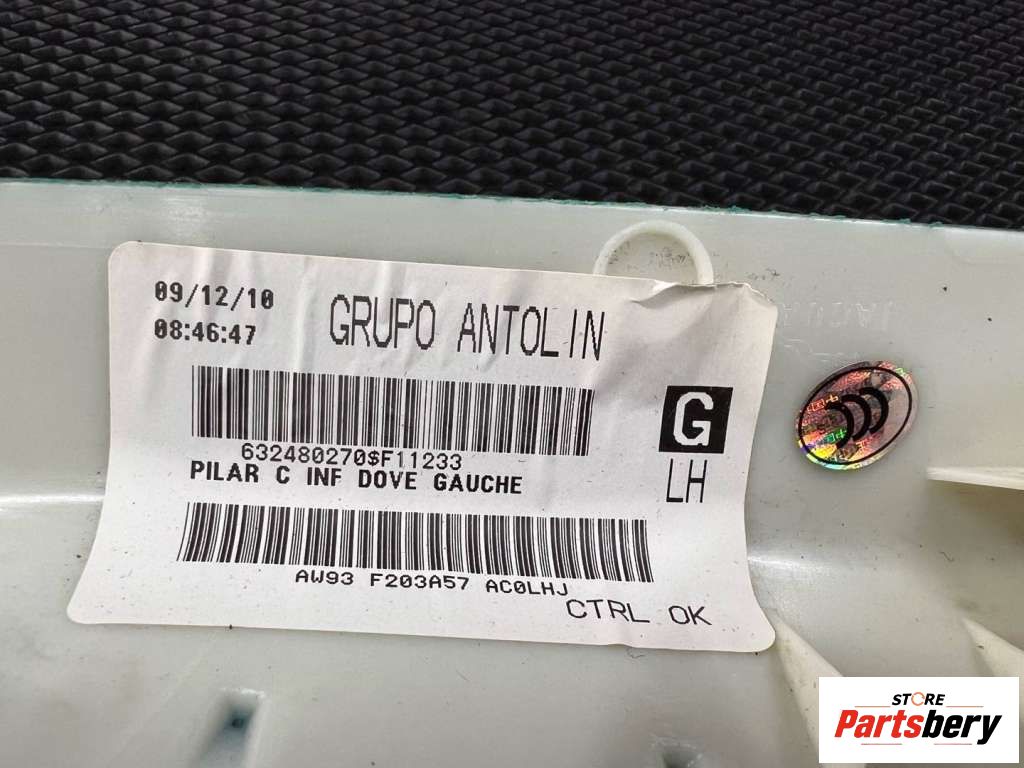 09/12/10
08:46:47
GRUPO ANTOLIN
632480270$F11233
PILAR C INF DOVE GAUCHE
G
LH
AW93 F203A57 AC0LHJ
CTRL OK
STORE
Partsbery